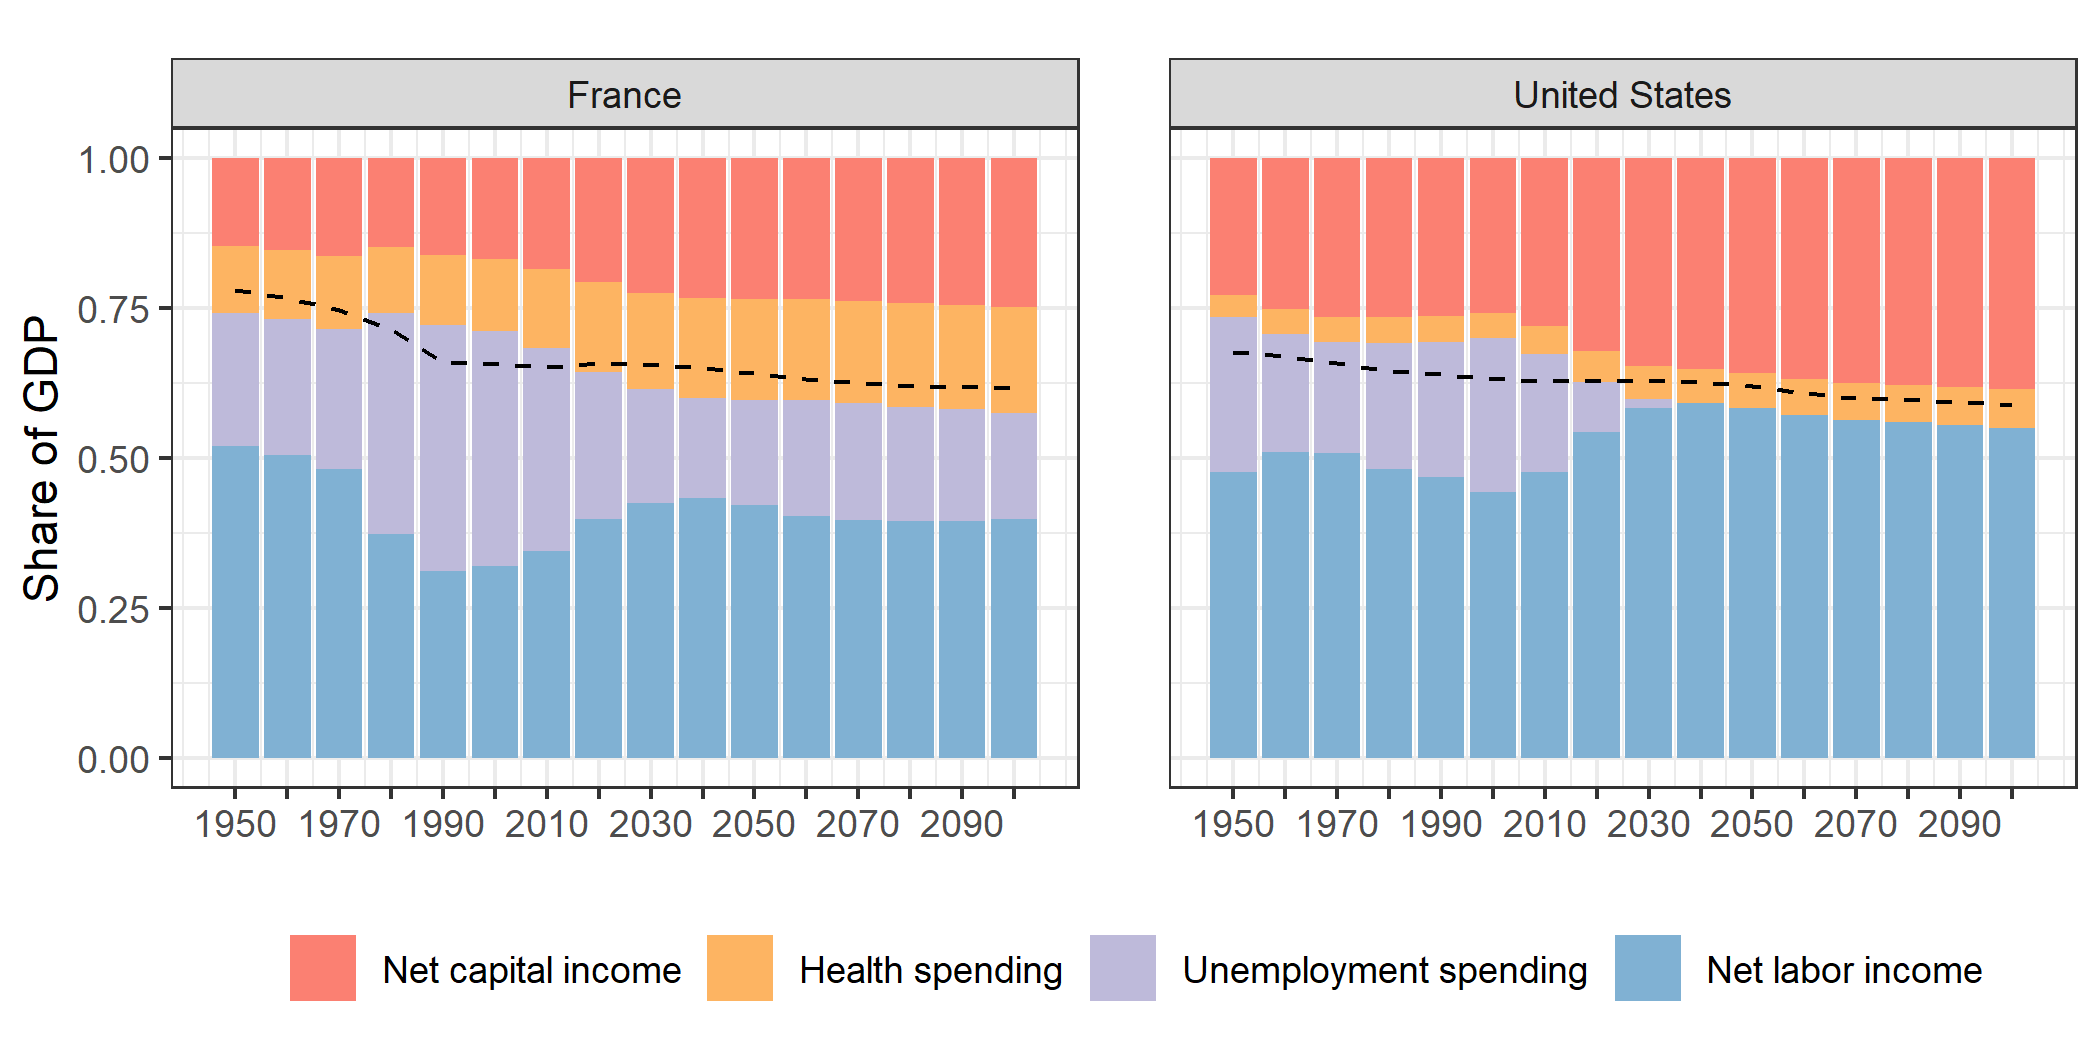 France
United States
Share of GDP
1.00
0.75
0.50
0.25
0.00
1950 1970 1990 2010 2030 2050 2070 2090
1950 1970 1990 2010 2030 2050 2070 2090
Net capital income Health spending Unemployment spending Net labor income